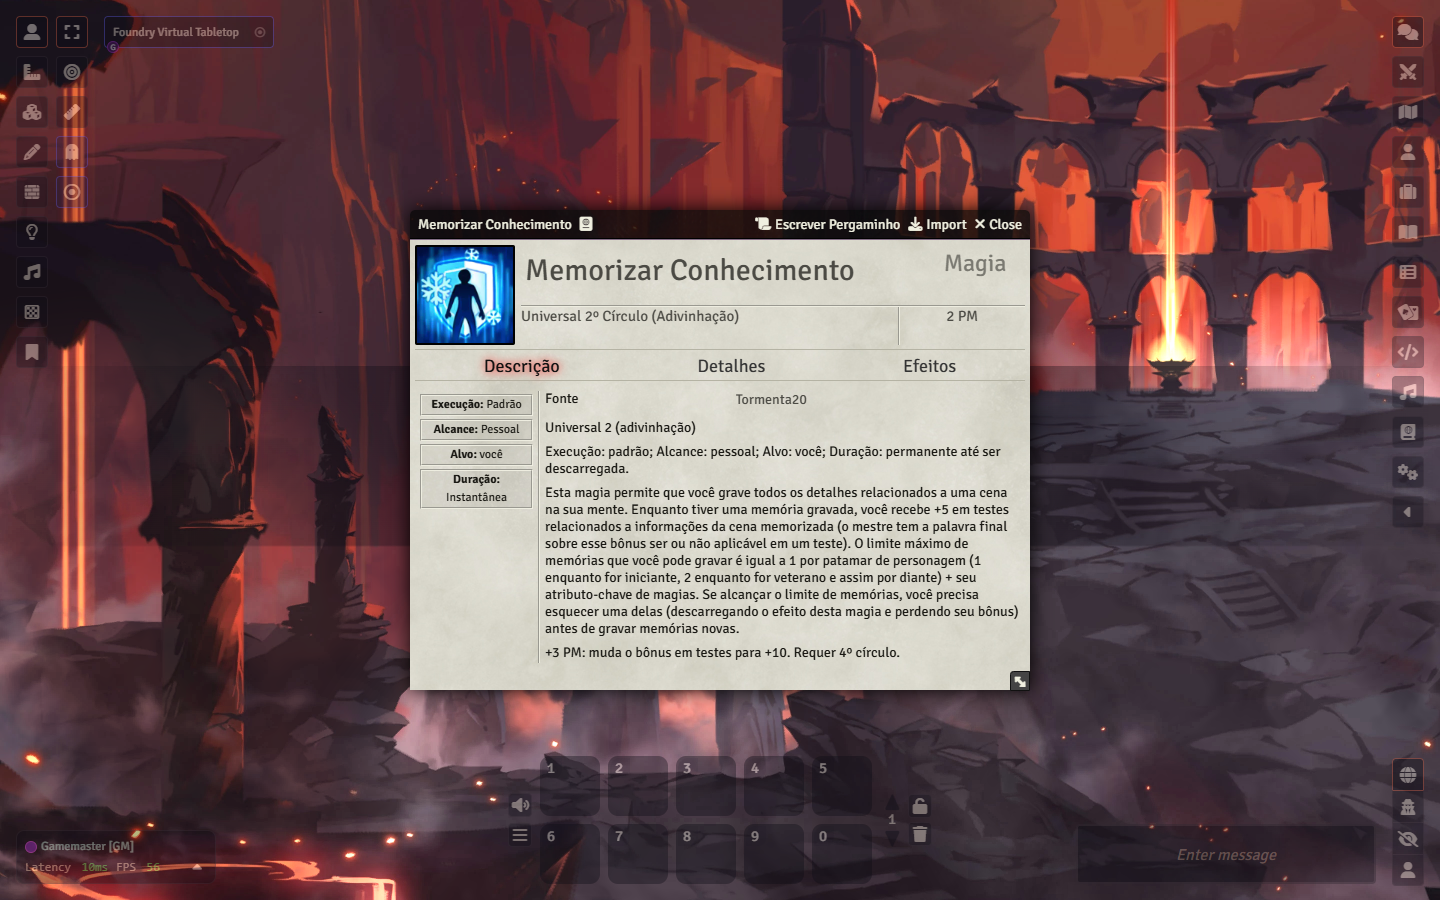 Foundry Virtual Tabletop
G
Memorizar Conhecimento
Escrever Pergaminho
Import
Close
Memorizar Conhecimento
Magia
Universal 2º Círculo (Adivinhação)
2 PM
Descrição
Detalhes
Efeitos
Execução: Padrão
Alcance: Pessoal
Alvo: você
Duração:
Instantânea
Fonte
Tormenta20
Universal 2 (adivinhação)
Execução: padrão; Alcance: pessoal; Alvo: você; Duração: permanente até ser
descarregada.
Esta magia permite que você grave todos os detalhes relacionados a uma cena
na sua mente. Enquanto tiver uma memória gravada, você recebe +5 em testes
relacionados a informações da cena memorizada (o mestre tem a palavra final
sobre esse bônus ser ou não aplicável em um teste). O limite máximo de
memórias que você pode gravar é igual a 1 por patamar de personagem (1
enquanto for iniciante, 2 enquanto for veterano e assim por diante) + seu
atributo-chave de magias. Se alcançar o limite de memórias, você precisa
esquecer uma delas (descarregando o efeito desta magia e perdendo seu bônus)
antes de gravar memórias novas.
+3 PM: muda o bônus em testes para +10. Requer 4º círculo.
1
2
3
4
5
6
7
8
9
0
1
Gamemaster [GM]
Latency 10ms FPS 56
Enter message